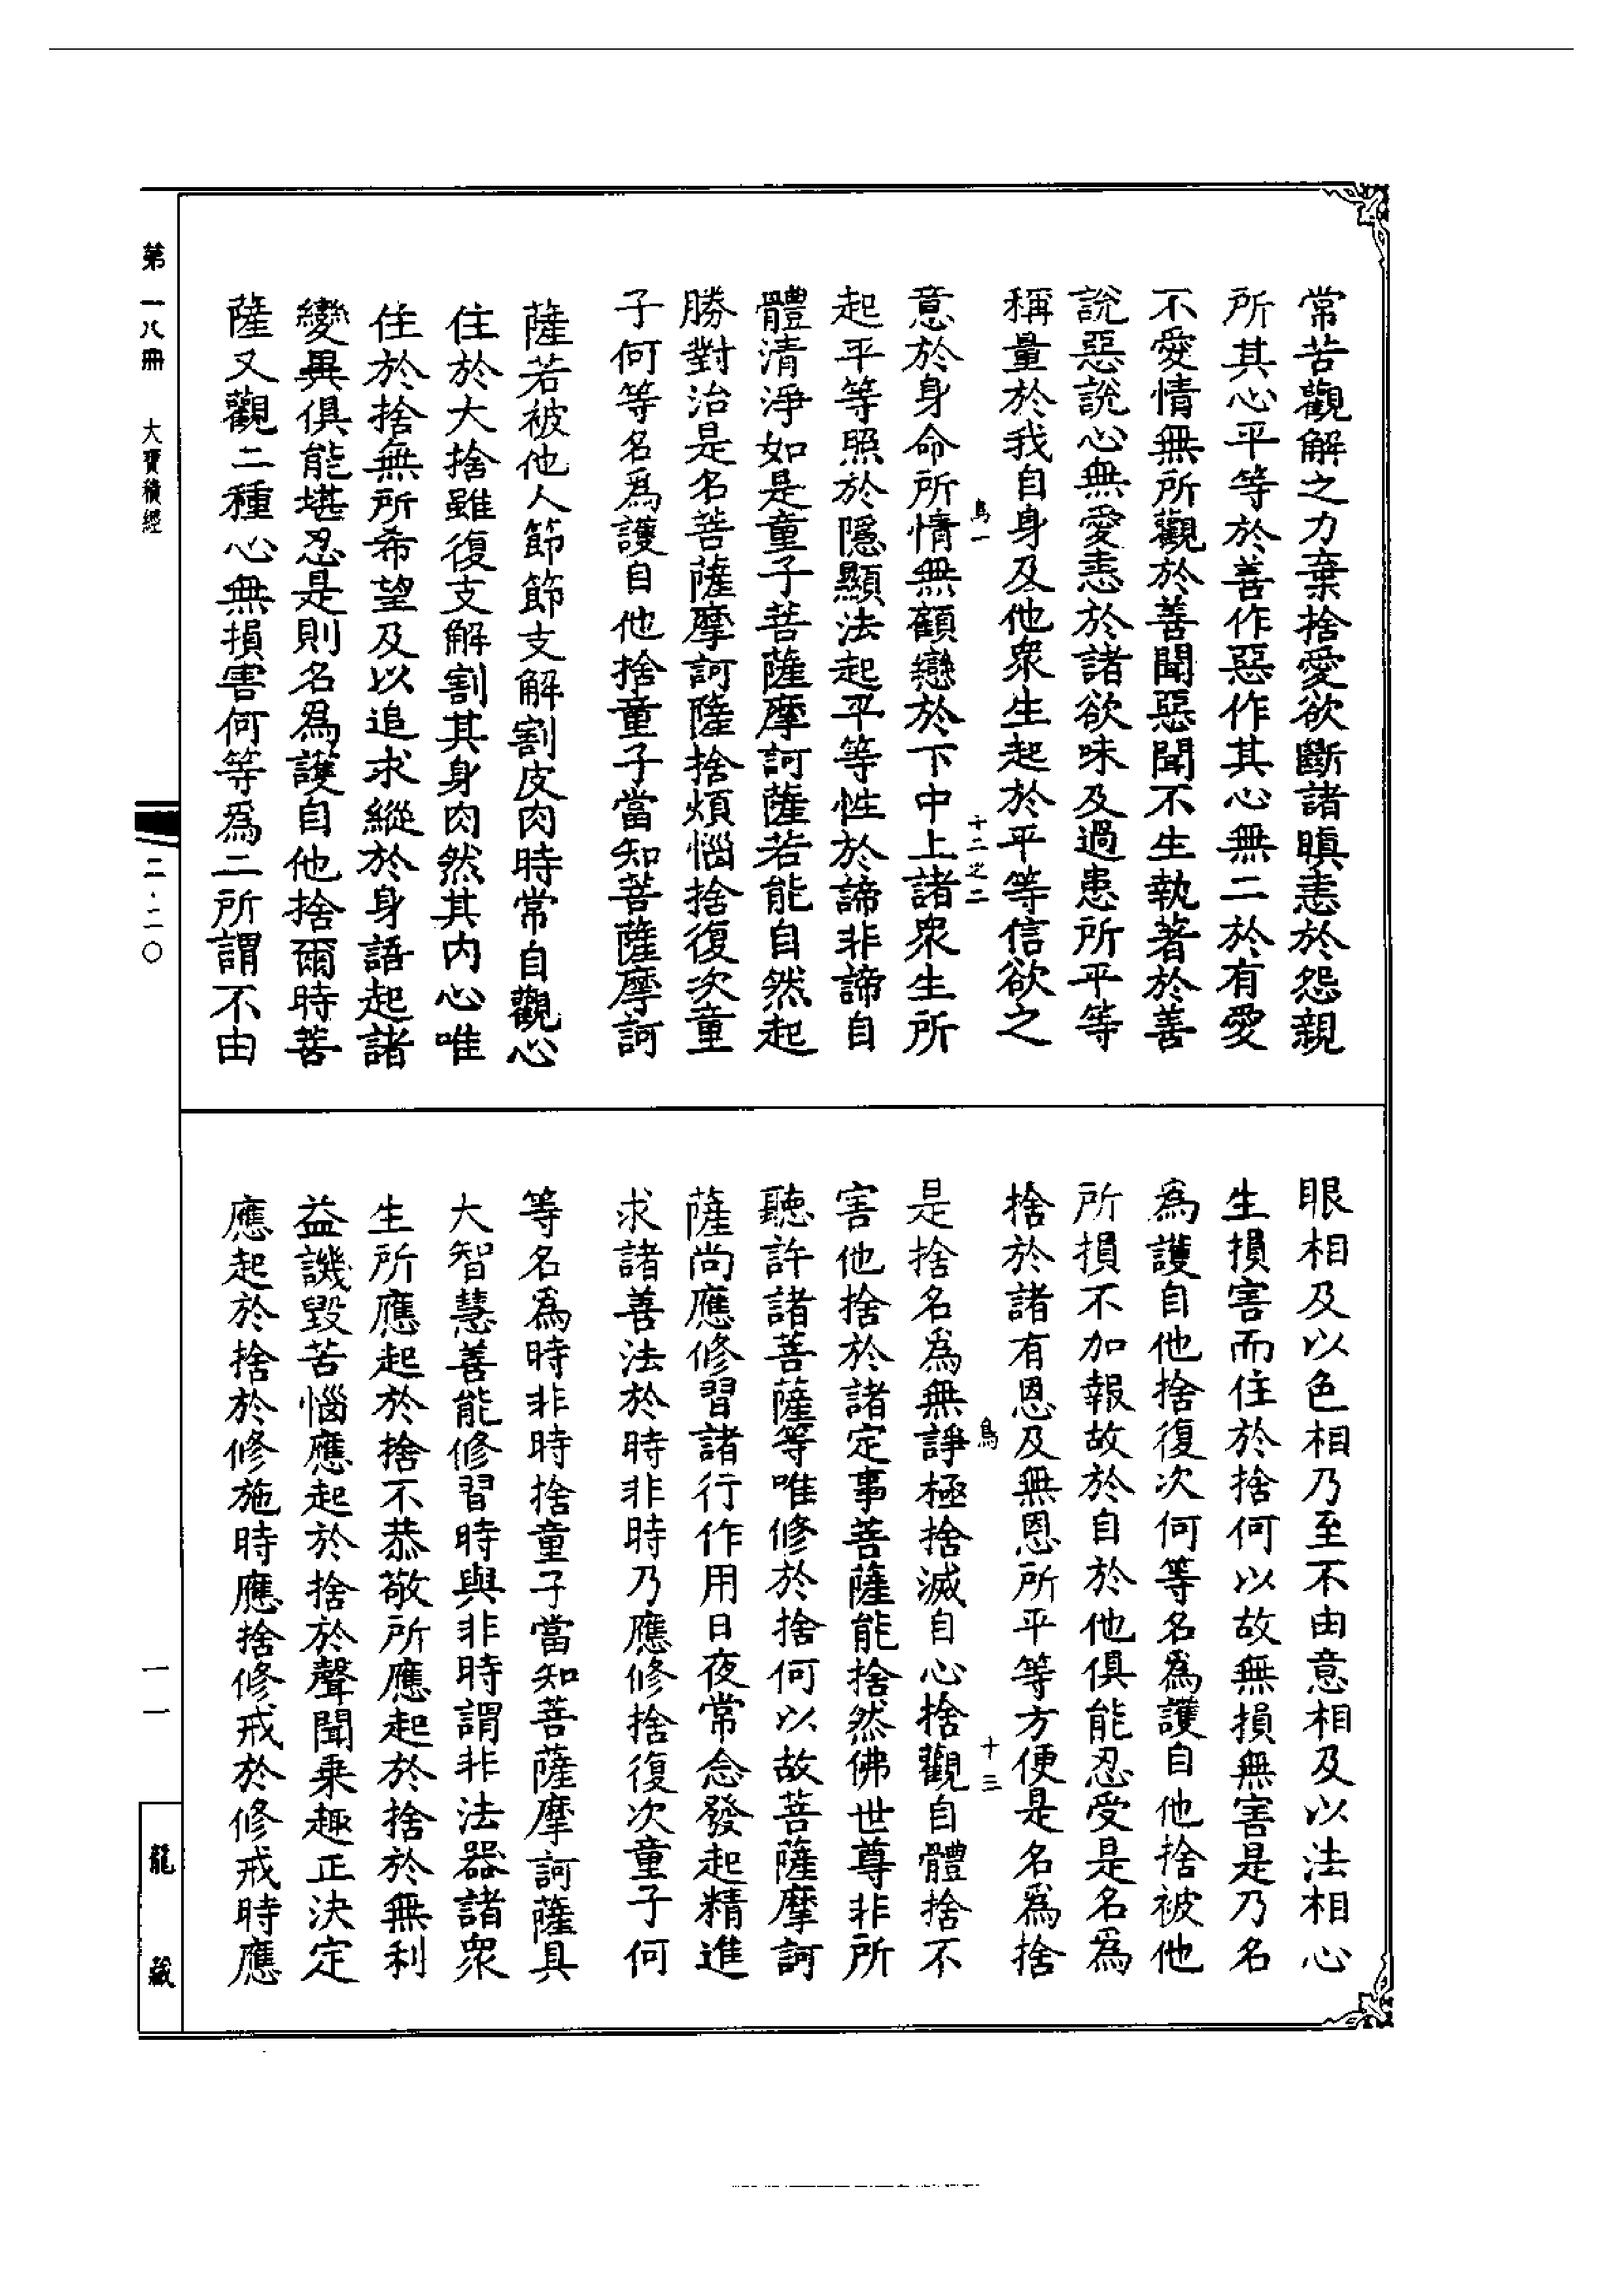 常苦觀解之力棄捨愛欲斷諸瞋恚於怨親
所其心平等於善作惡作其心無二於有愛
不愛情無所觀於善聞惡聞不生執著於善
說惡說心無愛恚於諸欲味及過患所平等
稱量於我自身及他衆生起於平等信欲之
鳥一
十二之二
意於身命所情無顧戀於下中上諸衆生所
起平等照於隱顯法起平等性於諦非諦自
體清淨如是童子菩薩摩訶薩若能自然起
勝對治是名菩薩摩訶薩捨煩惱捨復次童
子何等名爲護自他捨童子當知菩薩摩訶
薩若被他人節節支解割皮肉時常自觀心
住於大捨雖復支解割其身肉然其内心唯
住於捨無所希望及以追求縱於身語起諸
變異俱能堪忍是則名爲護自他捨爾時菩
薩又觀二種心無損害何等爲二所謂不由
眼相及以色相乃至不由意相及以法相心
生損害而住於捨何以故無損無害是乃名
爲護自他捨復次何等名爲護自他捨被他
所損不加報故於自於他俱能忍受是名爲
捨於諸有恩及無恩所平等方便是名爲捨
鳥
十三
是捨名爲無諍極捨滅自心捨觀自體捨不
害他捨於諸定事菩薩能捨然佛世尊非所
聽許諸菩薩等唯修於捨何以故菩薩摩訶
薩尚應修習諸行作用日夜常念發起精進
求諸善法於時非時乃應修捨復次童子何
等名爲時非時捨童子當知菩薩摩訶薩具
大智慧善能修習時與非時謂非法器諸衆
生所應起於捨不恭敬所應起於捨於無利
益譏毀苦惱應起於捨於聲聞乘趣正決定
應起於捨於修施時應捨修戒於修戒時應
第一八冊
大寶積經
二·二〇
一一
龍藏